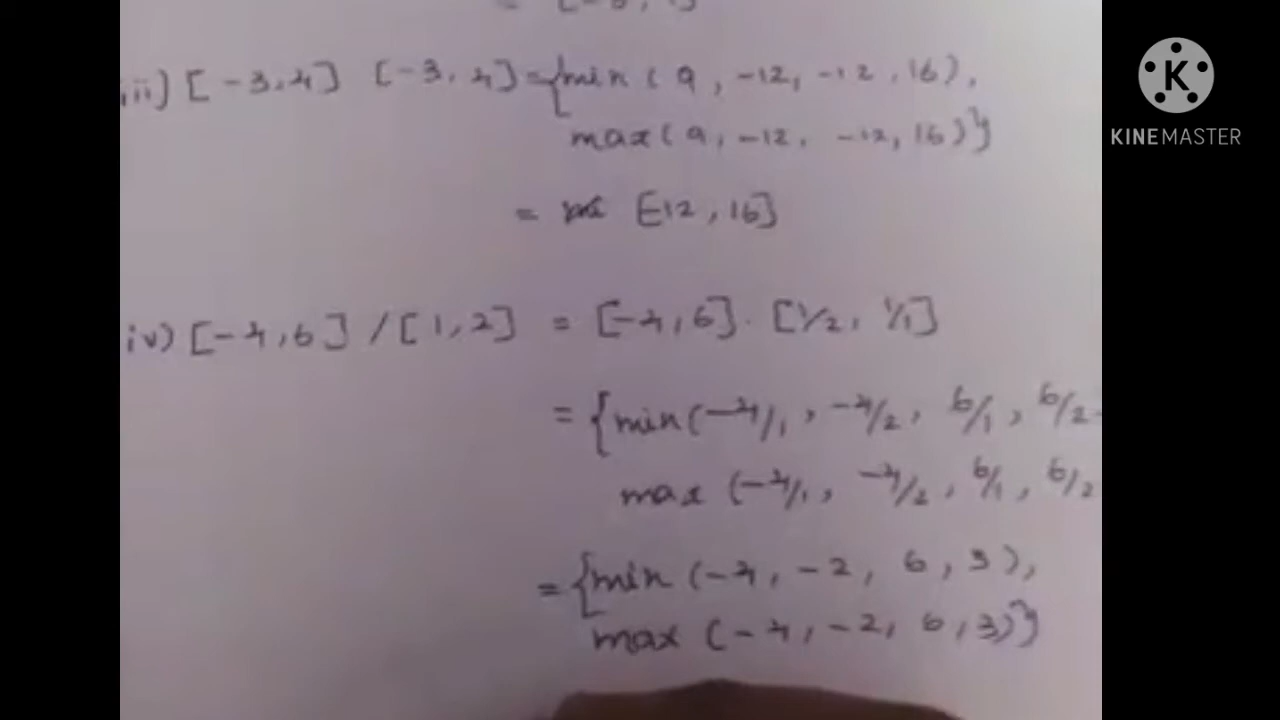 iii) [-3,4] [-3,4] = {min(9, -12, -12, 16),
max(9, -12, -12, 16)}
= [-12, 16]
iv) [-4,6] / [1,2] = [-4,6]. [1/2, 1/1]
= {min(-4/1, -4/2, 6/1, 6/2
max (-4/1, -4/2, 6/1, 6/2
= {min (-4, -2, 6, 3),
max (-4, -2, 6, 3)}
KINEMASTER